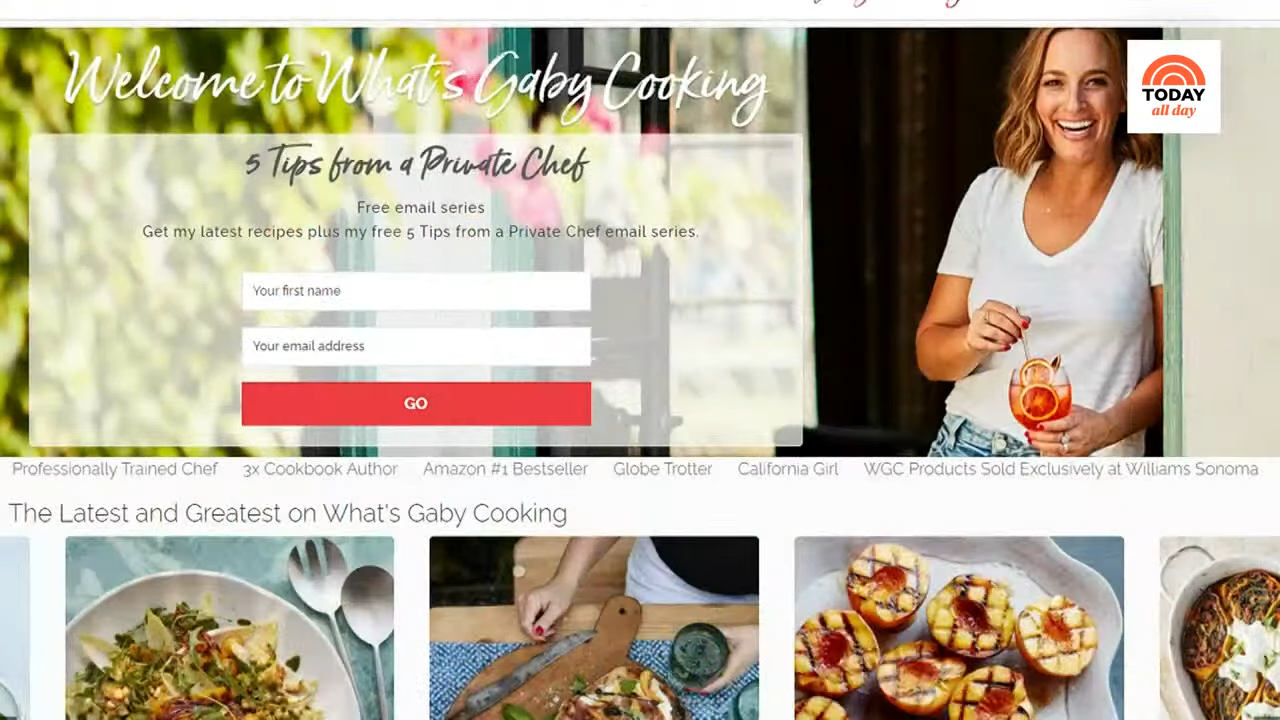 Welcome to What's Gaby Cooking
TODAY
all day
5 Tips from a Private Chef
Free email series
Get my latest recipes plus my free 5 Tips from a Private Chef email series.
Your first name
Your email address
GO
Professionally Trained Chef 3x Cookbook Author Amazon #1 Bestseller Globe Trotter California Girl WGC Products Sold Exclusively at Williams Sonoma
The Latest and Greatest on What's Gaby Cooking